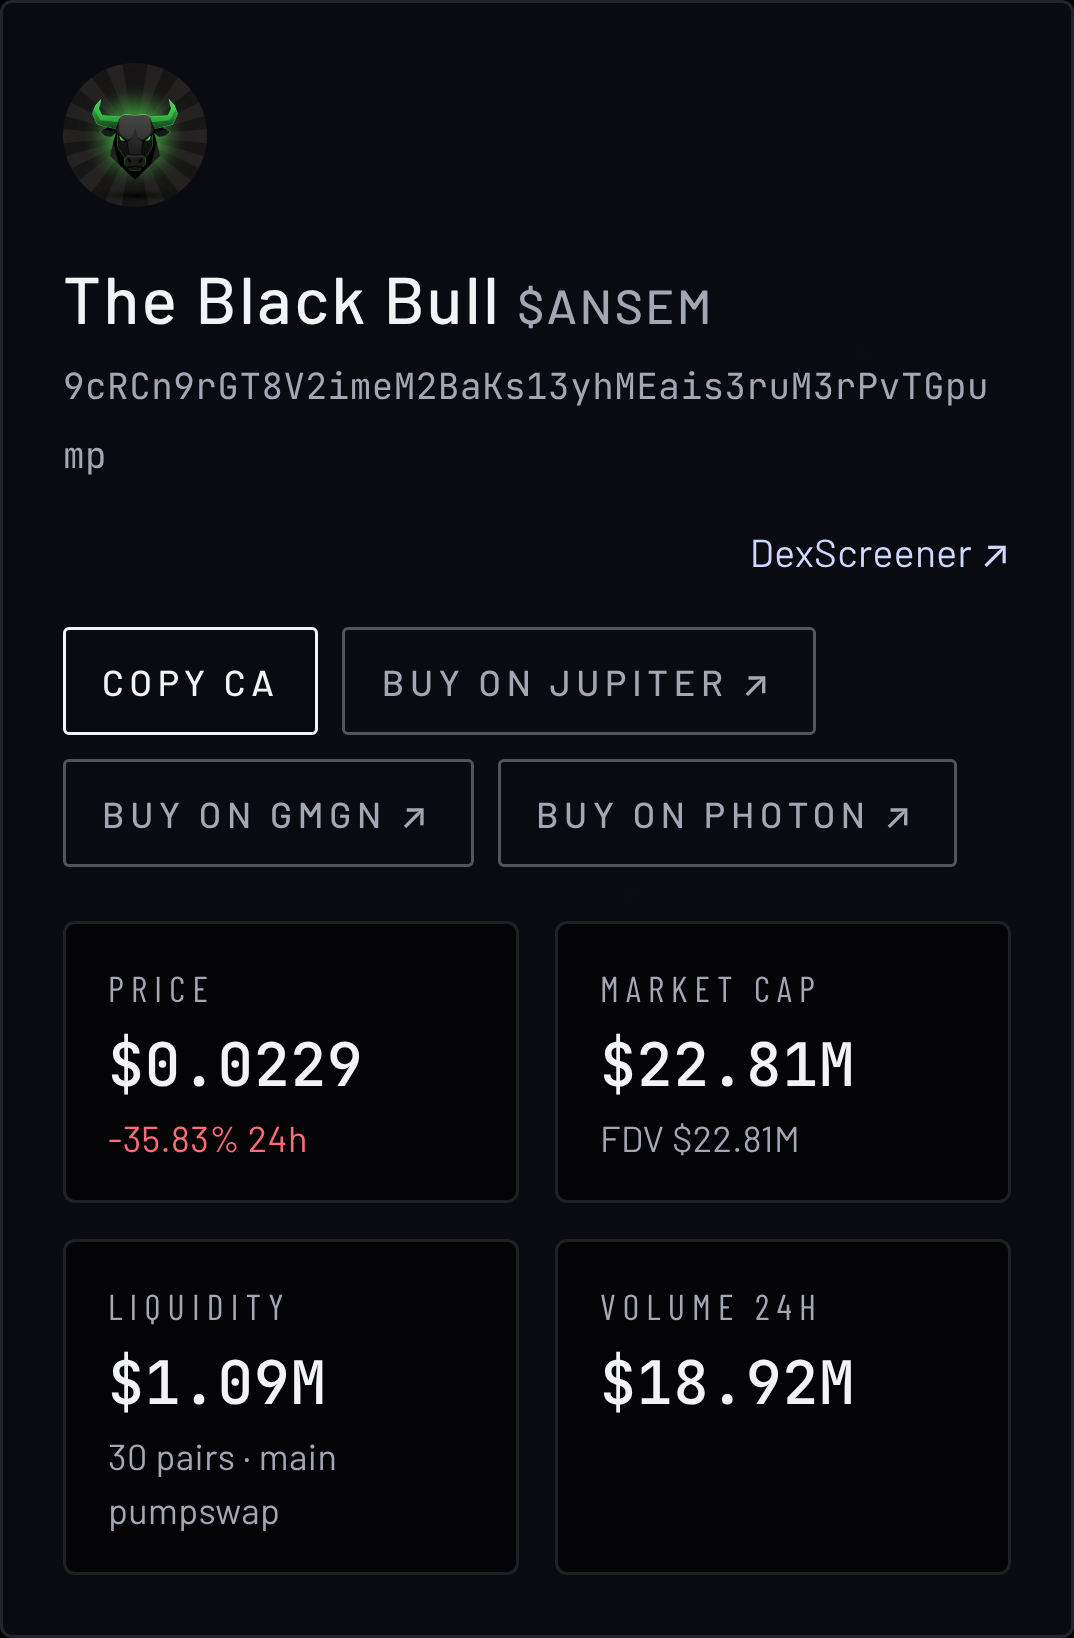 The Black Bull $ANSEM
9cRCn9rGT8V2imeM2BaKs13yhMEais3ruM3rPvTGpu
mp
DexScreener ↗
COPY CA
BUY ON JUPITER ↗
BUY ON GMGN ↗
BUY ON PHOTON ↗
PRICE
$0.0229
-35.83% 24h
MARKET CAP
$22.81M
FDV $22.81M
LIQUIDITY
$1.09M
30 pairs · main
pumpswap
VOLUME 24H
$18.92M